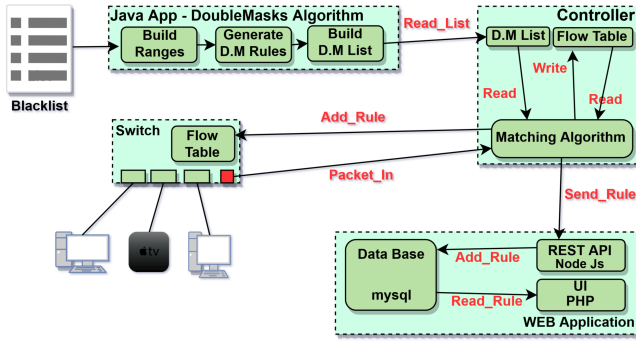 Java App - DoubleMasks Algorithm
Build
Ranges
Generate
D.M Rules
Build
D.M List
Read_List
Blacklist
Controller
D.M List
Flow Table
Write
Read
Read
Matching Algorithm
Switch
Flow
Table
Add_Rule
Packet_In
Send_Rule
tv
Data Base
mysql
Add_Rule
Read_Rule
REST API
Node Js
UI
PHP
WEB Application